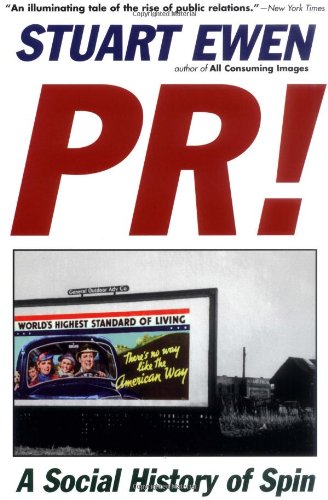 "An illuminating tale of the rise of public relations."—New York Times
Copyrighted Material
STUART EWEN
author of All Consuming Images
PR!
General Outdoor Adv. Co.
WORLD'S HIGHEST STANDARD OF LIVING
There's no way
like the
American Way
A Social History of Spin